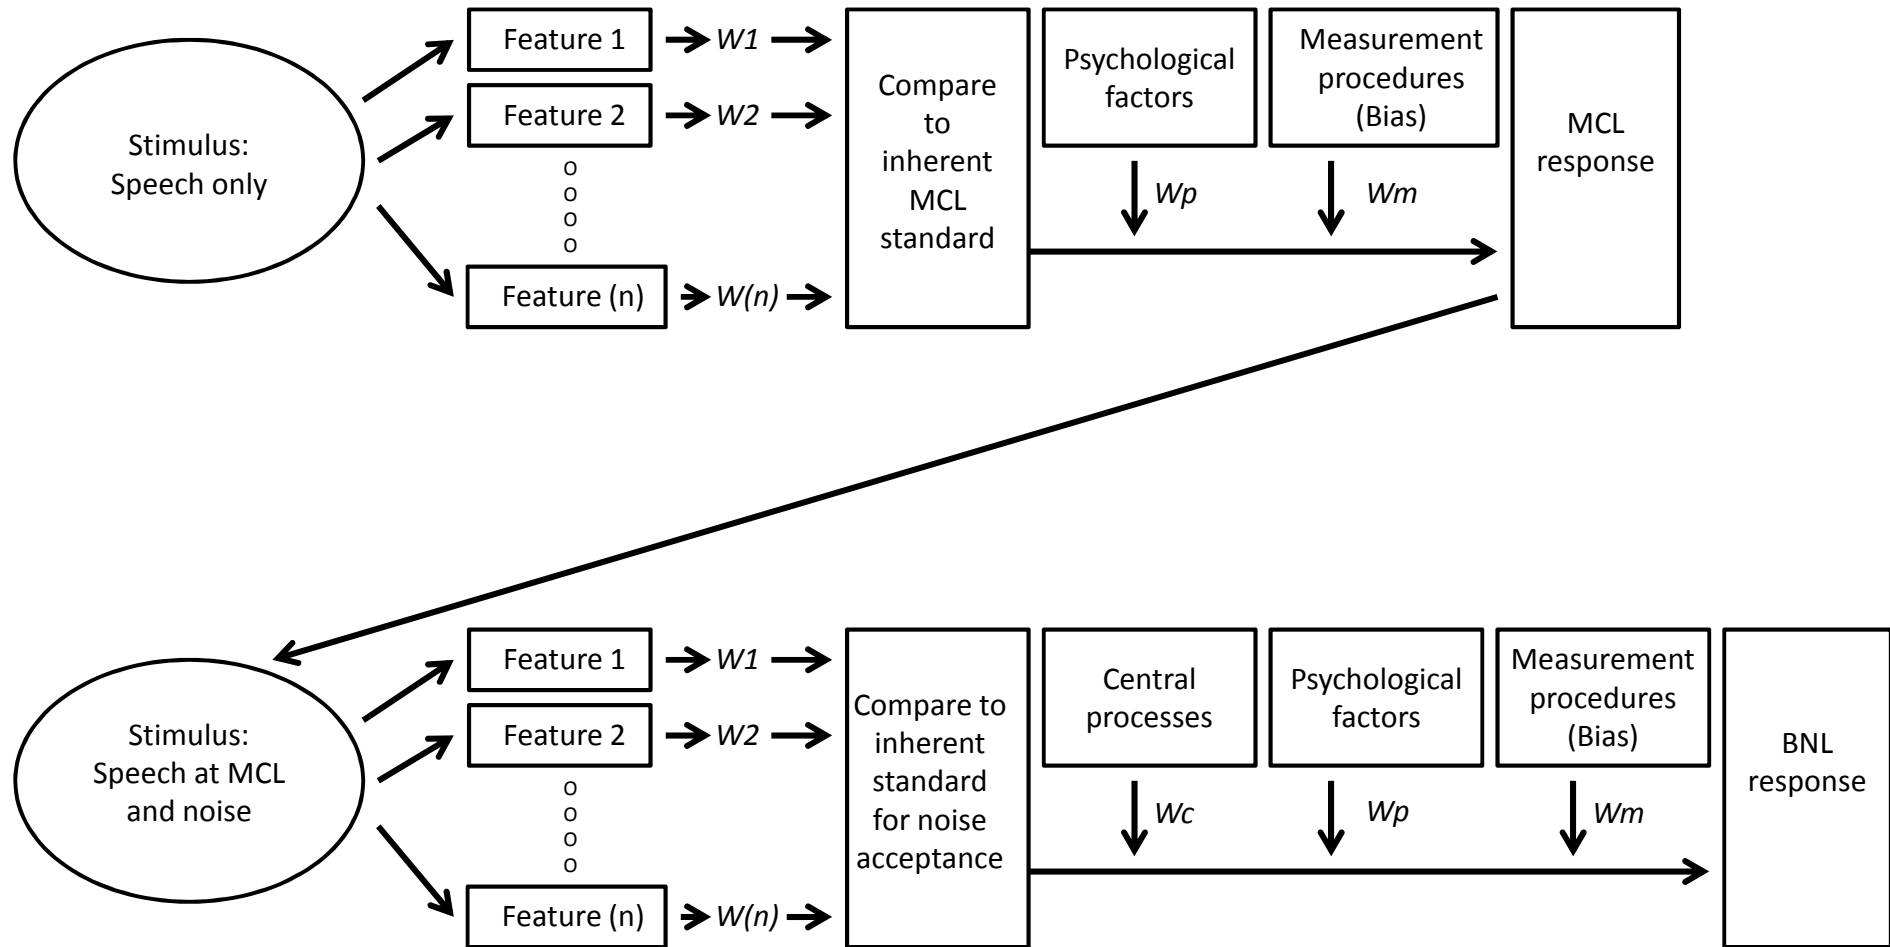 Stimulus:
Speech only
Feature 1
W1
Feature 2
W2
o
o
o
o
Feature (n)
W(n)
Compare
to
inherent
MCL
standard
Psychological
factors
Wp
Measurement
procedures
(Bias)
Wm
MCL
response
Stimulus:
Speech at MCL
and noise
Feature 1
W1
Feature 2
W2
o
o
o
o
Feature (n)
W(n)
Compare to
inherent
standard
for noise
acceptance
Central
processes
Wc
Psychological
factors
Wp
Measurement
procedures
(Bias)
Wm
BNL
response